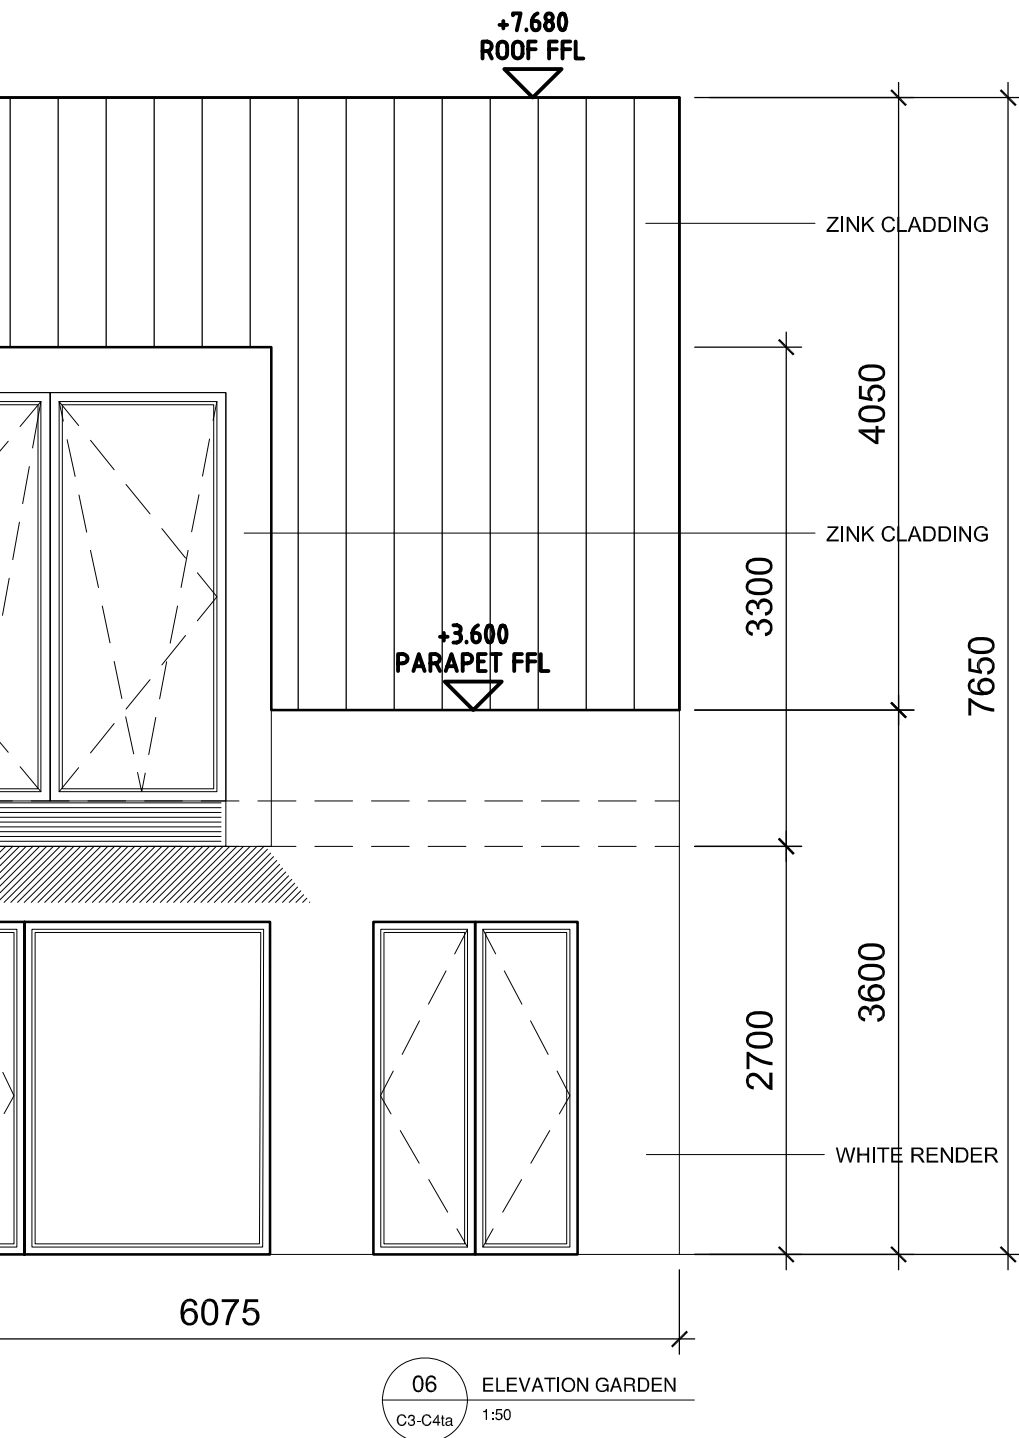 +7.680
ROOF FFL
ZINK CLADDING
4050
ZINK CLADDING
3300
+3.600
PARAPET FFL
7650
3600
2700
WHITE RENDER
6075
06
ELEVATION GARDEN
C3-C4ta
1:50